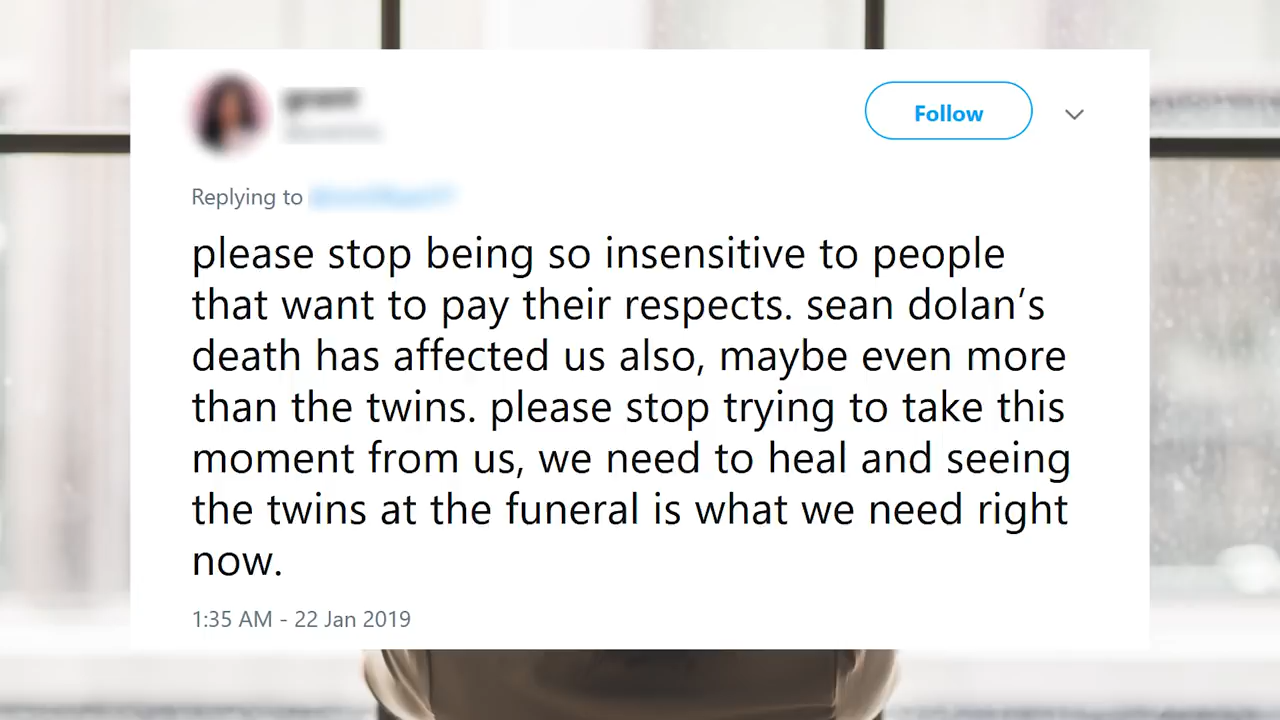 Follow
Replying to
please stop being so insensitive to people
that want to pay their respects. sean dolan’s
death has affected us also, maybe even more
than the twins. please stop trying to take this
moment from us, we need to heal and seeing
the twins at the funeral is what we need right
now.
1:35 AM - 22 Jan 2019